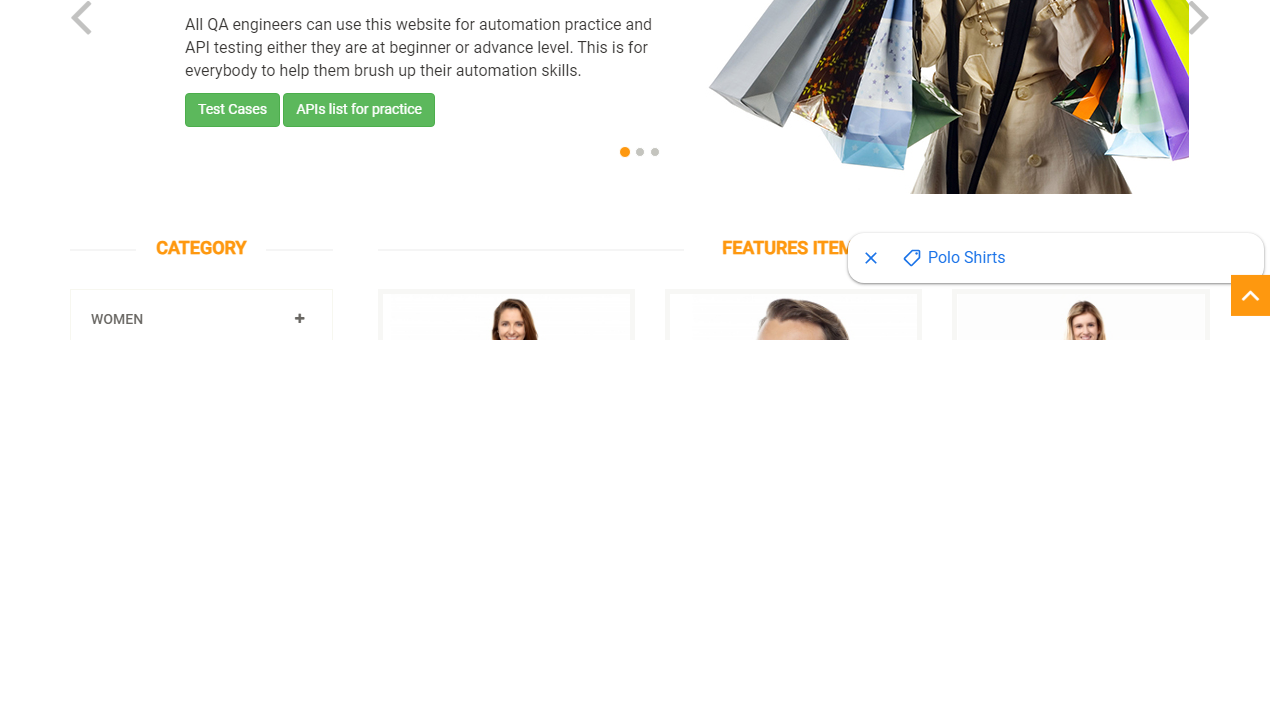 All QA engineers can use this website for automation practice and
API testing either they are at beginner or advance level. This is for
everybody to help them brush up their automation skills.
Test Cases
APIs list for practice
CATEGORY
FEATURES ITEM
Polo Shirts
WOMEN